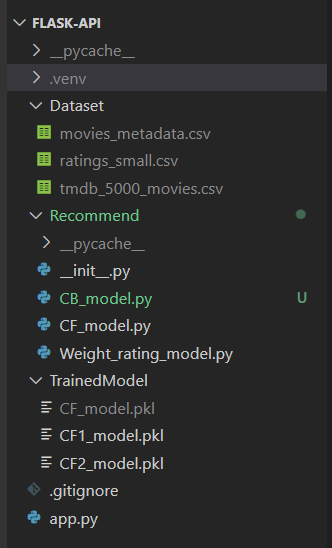 FLASK-API
__pycache__
.venv
Dataset
movies_metadata.csv
ratings_small.csv
tmdb_5000_movies.csv
Recommend
__pycache__
__init__.py
CB_model.py U
CF_model.py
Weight_rating_model.py
TrainedModel
CF_model.pkl
CF1_model.pkl
CF2_model.pkl
.gitignore
app.py